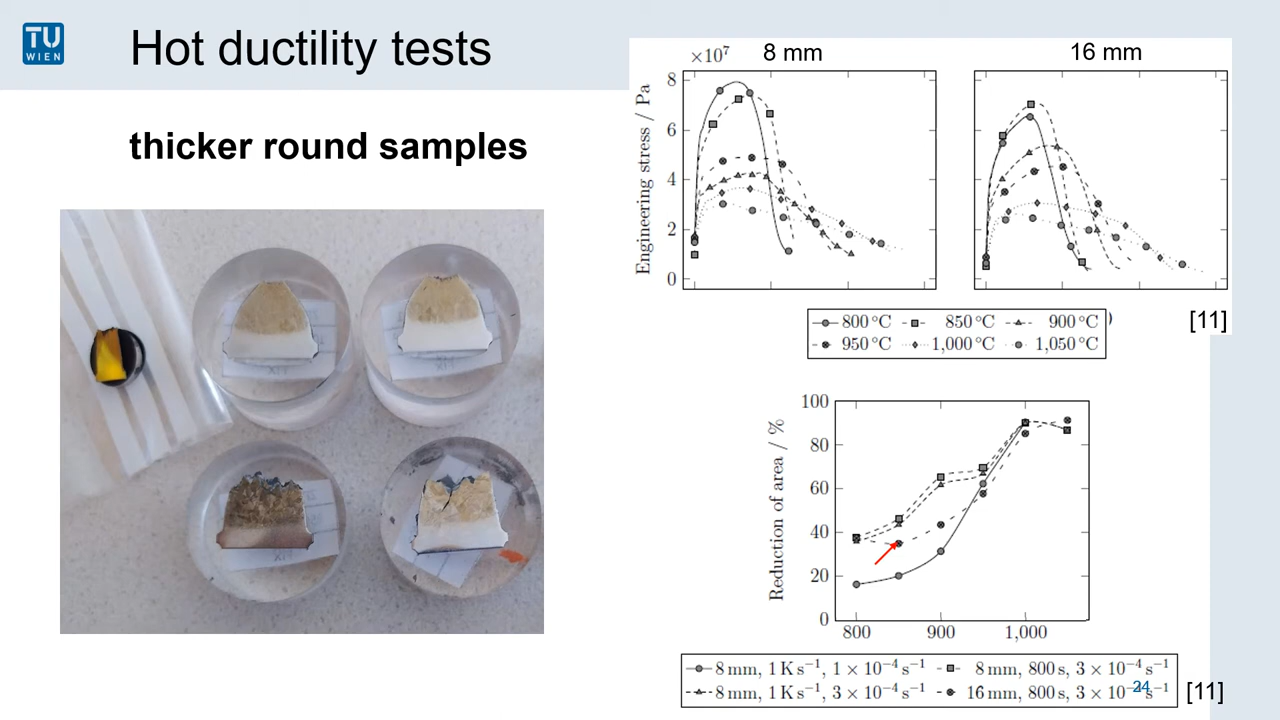 TU
WIEN
Hot ductility tests
thicker round samples
×10⁷
8 mm
16 mm
Engineering stress / Pa
8
6
4
2
0
800 °C
850 °C
900 °C
950 °C
1,000 °C
1,050 °C
)
[11]
Reduction of area / %
100
80
60
40
20
0
800
900
1,000
8 mm, 1 K s⁻¹, 1 × 10⁻⁴ s⁻¹
8 mm, 800 s, 3 × 10⁻⁴ s⁻¹
8 mm, 1 K s⁻¹, 3 × 10⁻⁴ s⁻¹
16 mm, 800 s, 3 × 10⁻⁴ s⁻¹
24
[11]